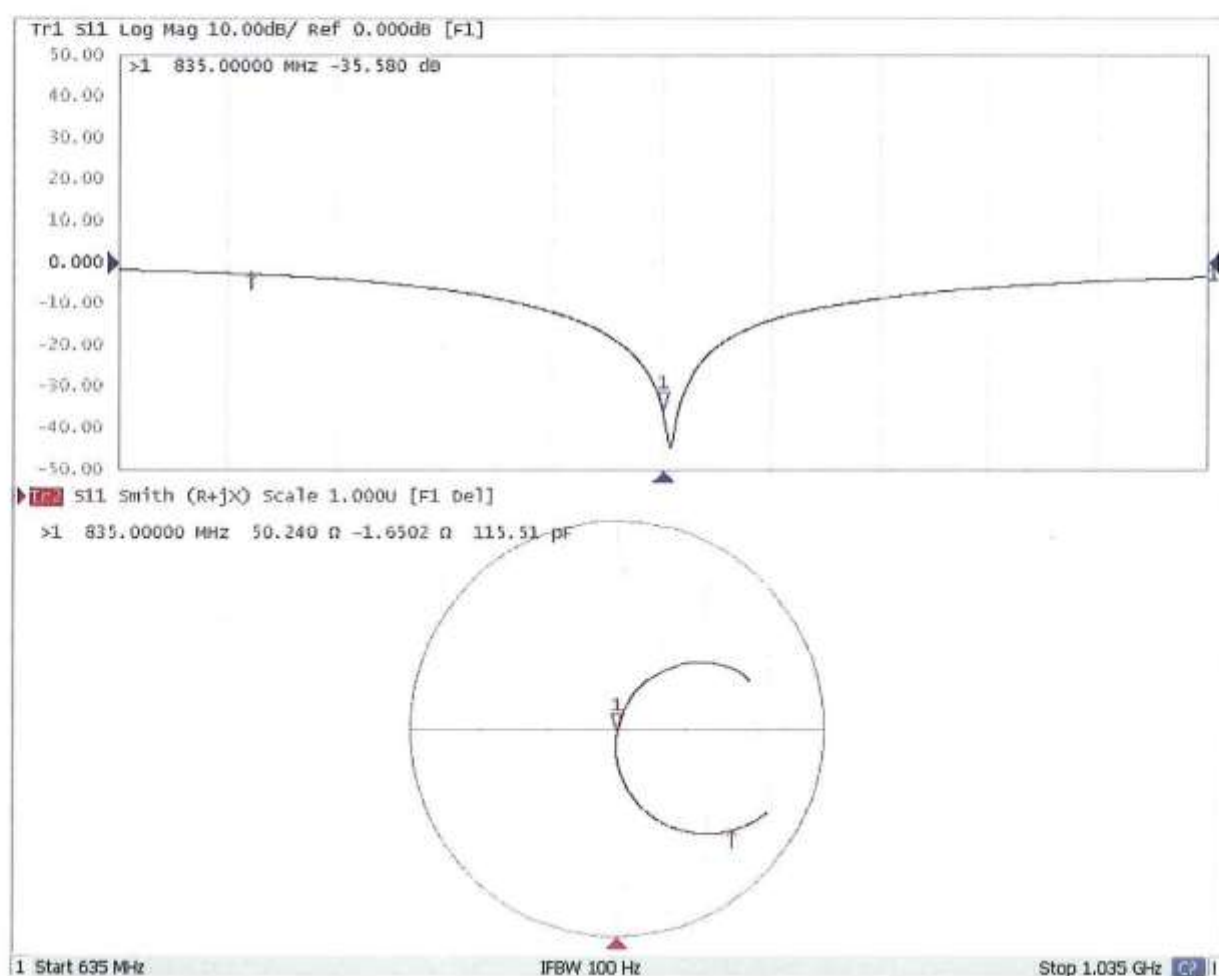 Tr1 S11 Log Mag 10.00dB/ Ref 0.000dB [F1]
50.00
>1 835.00000 MHz -35.580 dB
40.00
30.00
20.00
10.00
0.000
-10.00
-20.00
-30.00
1
-40.00
-50.00
Tr2 S11 Smith (R+jX) Scale 1.000U [F1 Del]
>1 835.00000 MHz 50.240 Ω -1.6502 Ω 115.51 pF
1
1 Start 635 MHz IFBW 100 Hz Stop 1.035 GHz C?